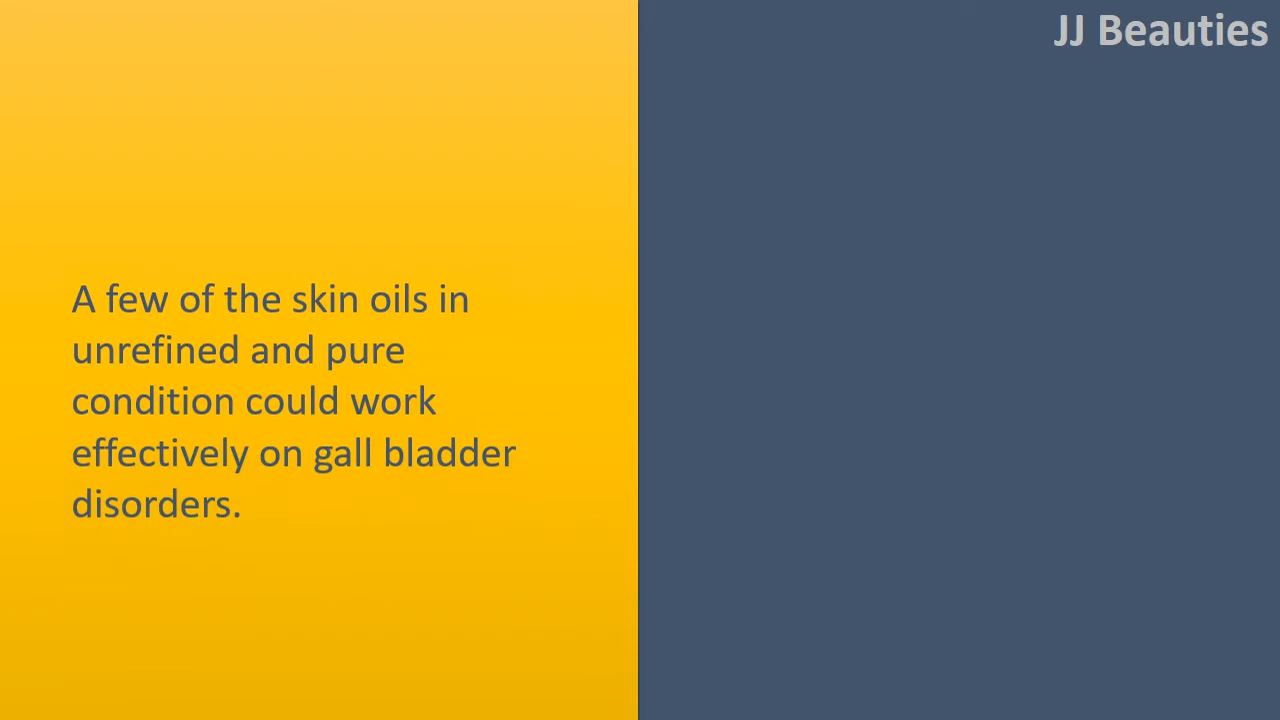 JJ Beauties
A few of the skin oils in
unrefined and pure
condition could work
effectively on gall bladder
disorders.